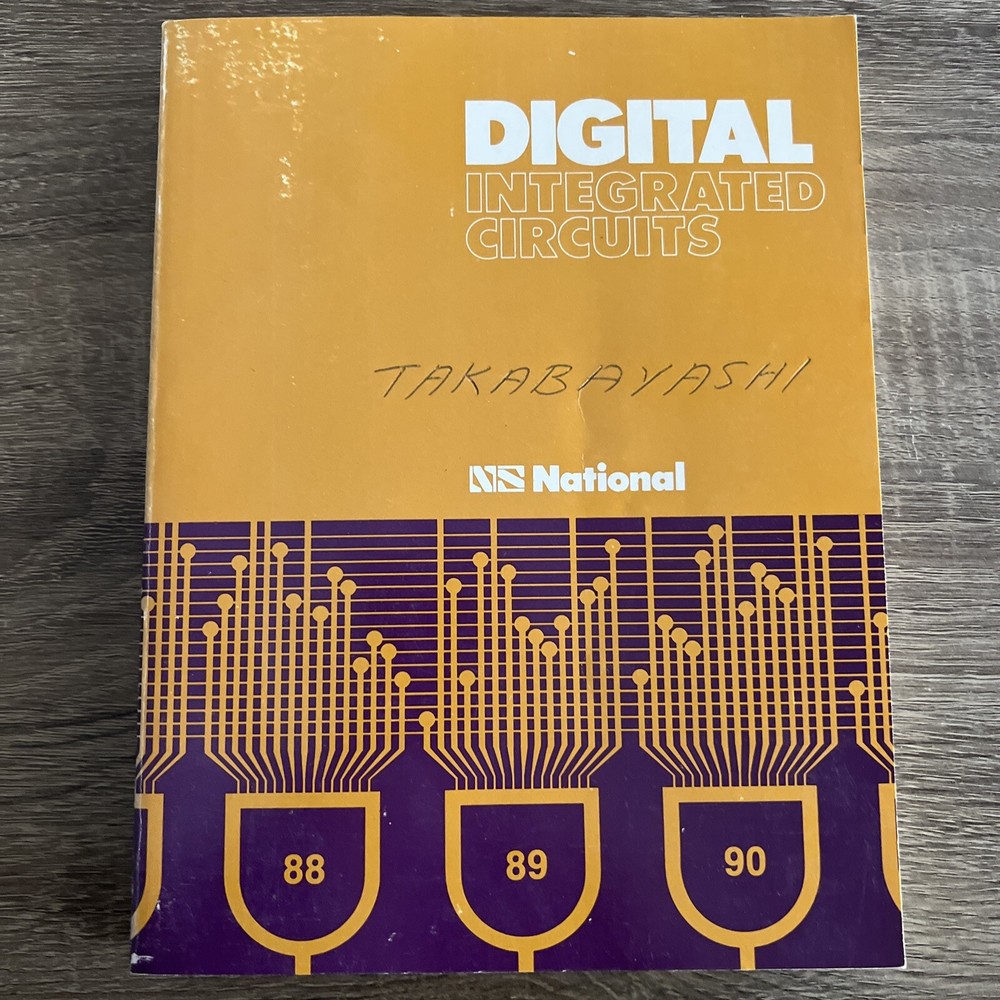 DIGITAL
INTEGRATED
CIRCUITS
TAKABAYASHI
National
88 89 90